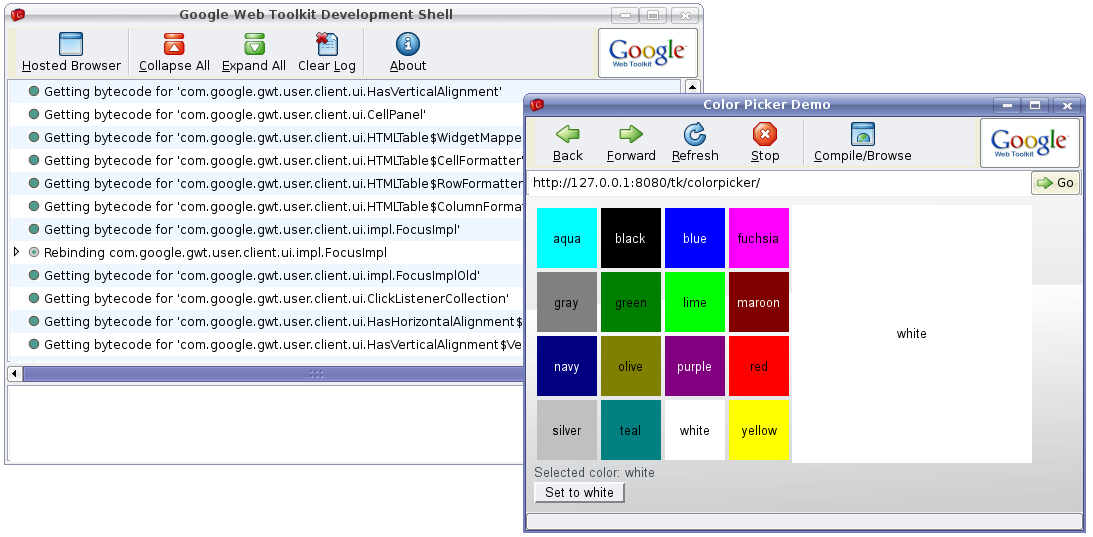 Google Web Toolkit Development Shell
Hosted Browser Collapse All Expand All Clear Log About
Google
Web Toolkit
Getting bytecode for 'com.google.gwt.user.client.ui.HasVerticalAlignment'
Getting bytecode for 'com.google.gwt.user.client.ui.CellPanel'
Getting bytecode for 'com.google.gwt.user.client.ui.HTMLTable$WidgetMappe
Getting bytecode for 'com.google.gwt.user.client.ui.HTMLTable$CellFormatter'
Getting bytecode for 'com.google.gwt.user.client.ui.HTMLTable$RowFormatter
Getting bytecode for 'com.google.gwt.user.client.ui.HTMLTable$ColumnForma
Getting bytecode for 'com.google.gwt.user.client.ui.impl.FocusImpl'
Rebinding com.google.gwt.user.client.ui.impl.FocusImpl
Getting bytecode for 'com.google.gwt.user.client.ui.impl.FocusImplOld'
Getting bytecode for 'com.google.gwt.user.client.ui.ClickListenerCollection'
Getting bytecode for 'com.google.gwt.user.client.ui.HasHorizontalAlignment$
Getting bytecode for 'com.google.gwt.user.client.ui.HasVerticalAlignment$Ve
Color Picker Demo
Back Forward Refresh Stop Compile/Browse
Google
Web Toolkit
http://127.0.0.1:8080/tk/colorpicker/
Go
aqua black blue fuchsia
gray green lime maroon
navy olive purple red
silver teal white yellow
white
Selected color: white
Set to white